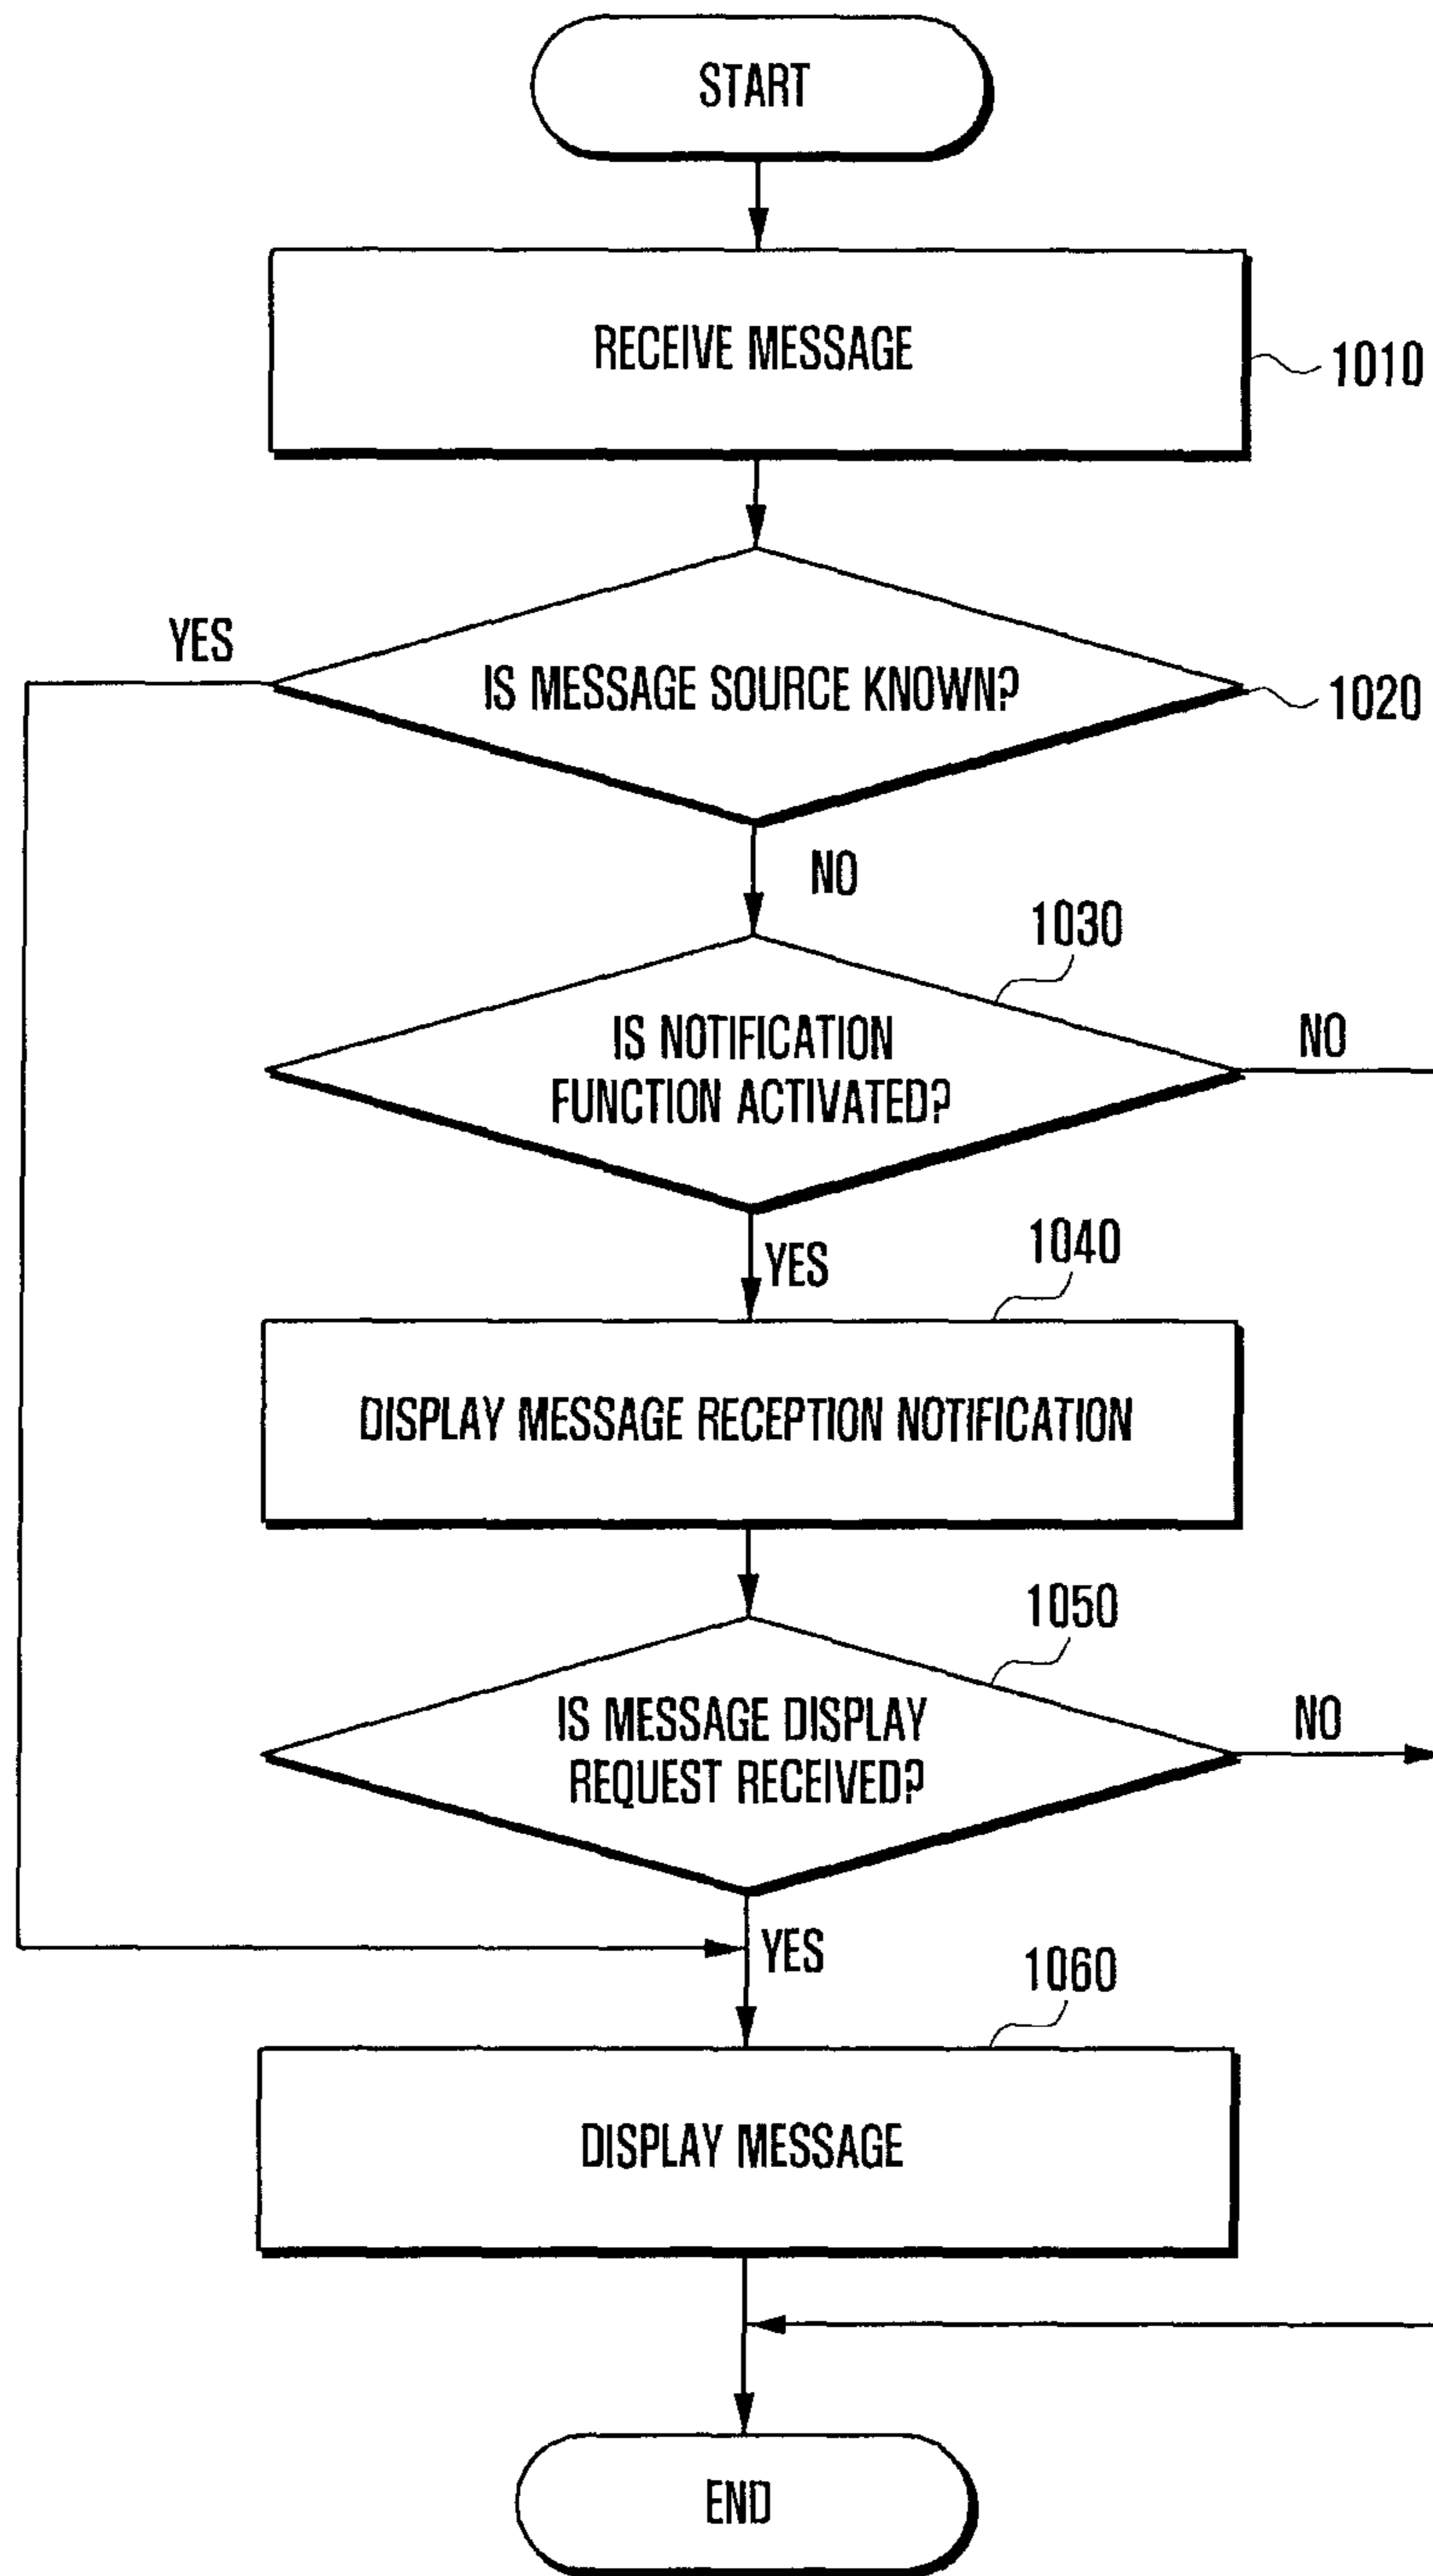 START
RECEIVE MESSAGE
1010
YES
IS MESSAGE SOURCE KNOWN?
1020
NO
1030
IS NOTIFICATION
FUNCTION ACTIVATED?
NO
YES
1040
DISPLAY MESSAGE RECEPTION NOTIFICATION
1050
IS MESSAGE DISPLAY
REQUEST RECEIVED?
NO
YES
1060
DISPLAY MESSAGE
END